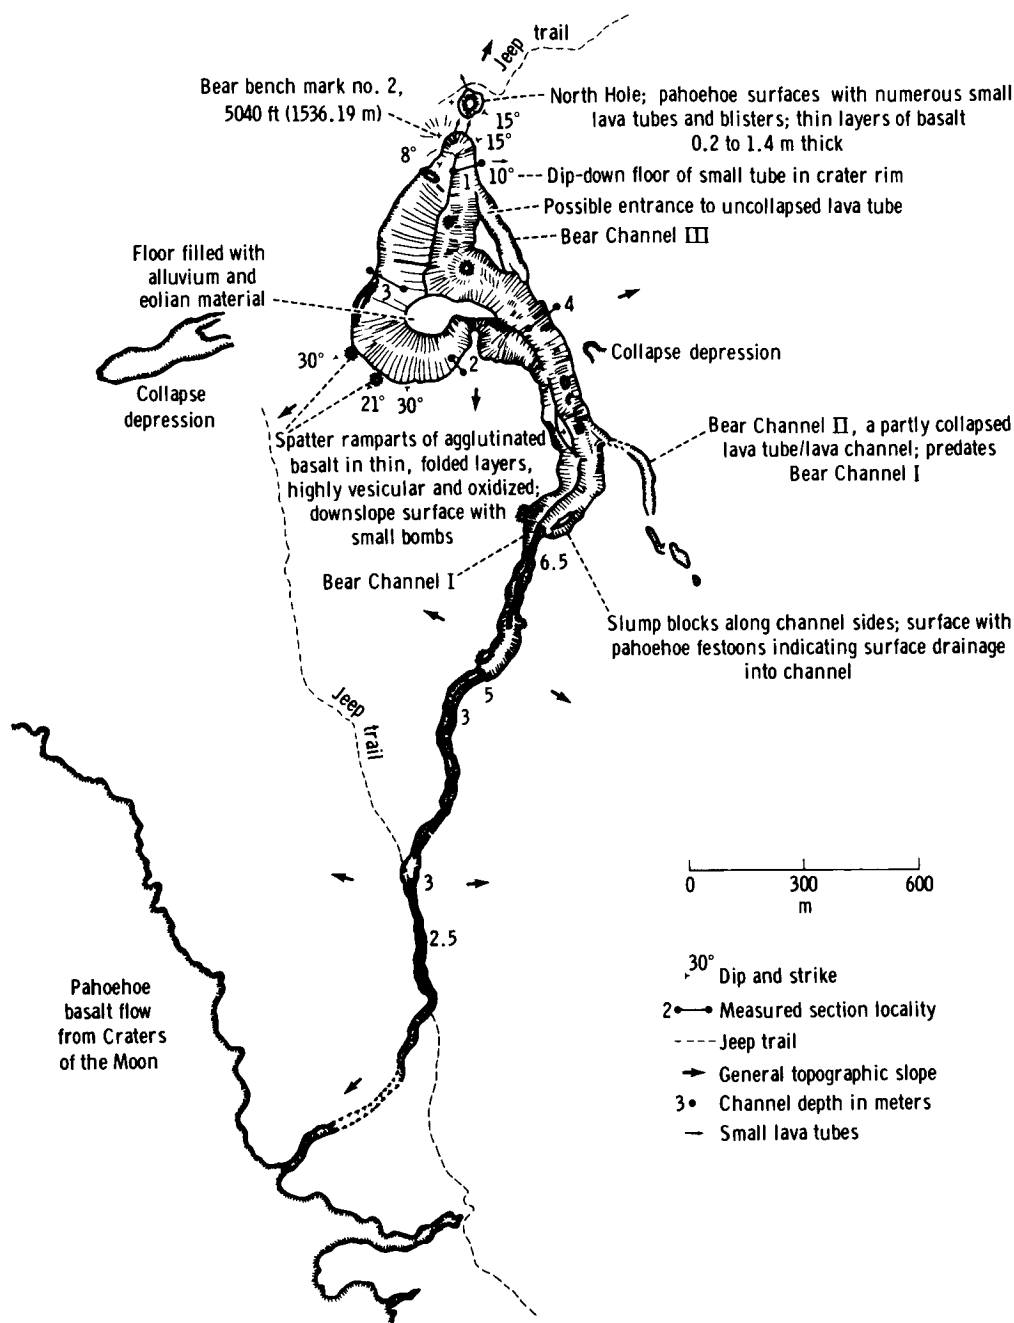 Jeep trail
Bear bench mark no. 2,
5040 ft (1536.19 m)
North Hole; pahoehoe surfaces with numerous small
lava tubes and blisters; thin layers of basalt
0.2 to 1.4 m thick
15°
15°
8°
1
10°
Dip-down floor of small tube in crater rim
Possible entrance to uncollapsed lava tube
Bear Channel III
Floor filled with
alluvium and
eolian material
3
4
Collapse depression
30°
2
Collapse
depression
21°
30°
Spatter ramparts of agglutinated
basalt in thin, folded layers,
highly vesicular and oxidized;
downslope surface with
small bombs
Bear Channel II, a partly collapsed
lava tube/lava channel; predates
Bear Channel I
Bear Channel I
6.5
Slump blocks along channel sides; surface with
pahoehoe festoons indicating surface drainage
into channel
5
3
Jeep
trail
3
2.5
0 300 600
m
Pahoehoe
basalt flow
from Craters
of the Moon
30° Dip and strike
2 Measured section locality
Jeep trail
General topographic slope
3 Channel depth in meters
Small lava tubes